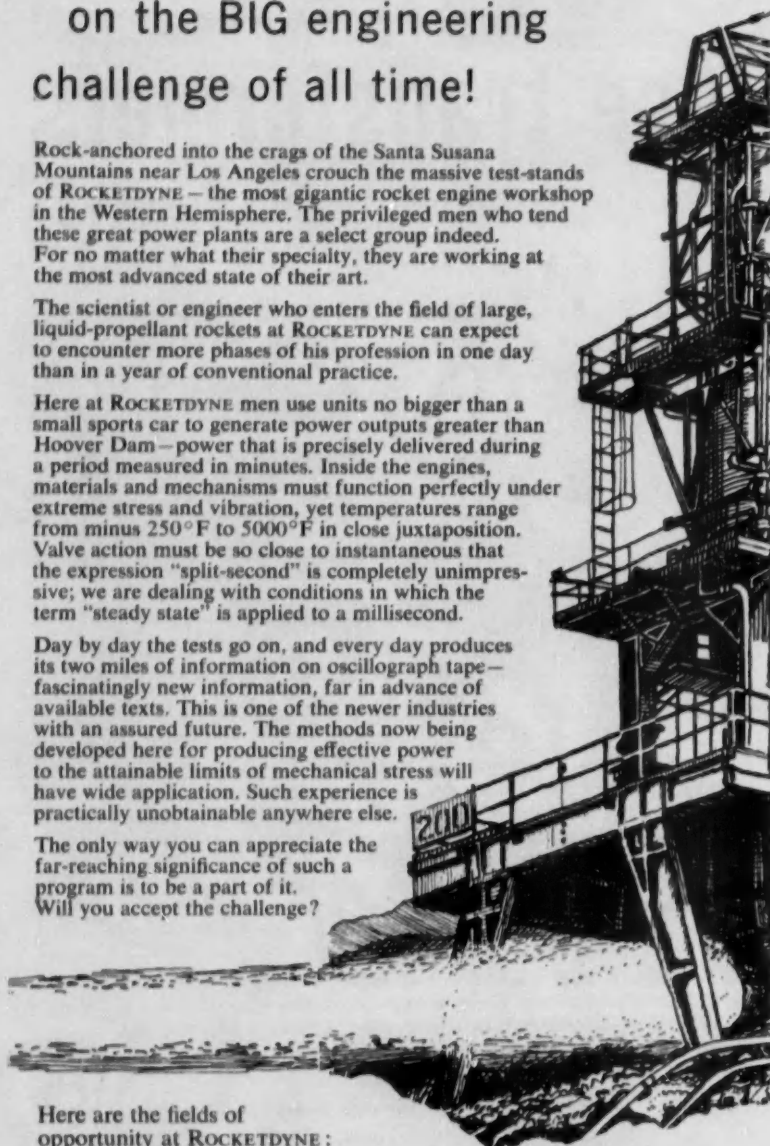 on the BIG engineering
challenge of all time!
Rock-anchored into the crags of the Santa Susana
Mountains near Los Angeles crouch the massive test-stands
of ROCKETDYNE — the most gigantic rocket engine workshop
in the Western Hemisphere. The privileged men who tend
these great power plants are a select group indeed.
For no matter what their specialty, they are working at
the most advanced state of their art.
The scientist or engineer who enters the field of large,
liquid-propellant rockets at ROCKETDYNE can expect
to encounter more phases of his profession in one day
than in a year of conventional practice.
Here at ROCKETDYNE men use units no bigger than a
small sports car to generate power outputs greater than
Hoover Dam—power that is precisely delivered during
a period measured in minutes. Inside the engines,
materials and mechanisms must function perfectly under
extreme stress and vibration, yet temperatures range
from minus 250°F to 5000°F in close juxtaposition.
Valve action must be so close to instantaneous that
the expression “split-second” is completely unimpres-
sive; we are dealing with conditions in which the
term “steady state” is applied to a millisecond.
Day by day the tests go on, and every day produces
its two miles of information on oscillograph tape—
fascinatingly new information, far in advance of
available texts. This is one of the newer industries
with an assured future. The methods now being
developed here for producing effective power
to the attainable limits of mechanical stress will
have wide application. Such experience is
practically unobtainable anywhere else.
200
The only way you can appreciate the
far-reaching significance of such a
program is to be a part of it.
Will you accept the challenge?
Here are the fields of
opportunity at ROCKETDYNE: